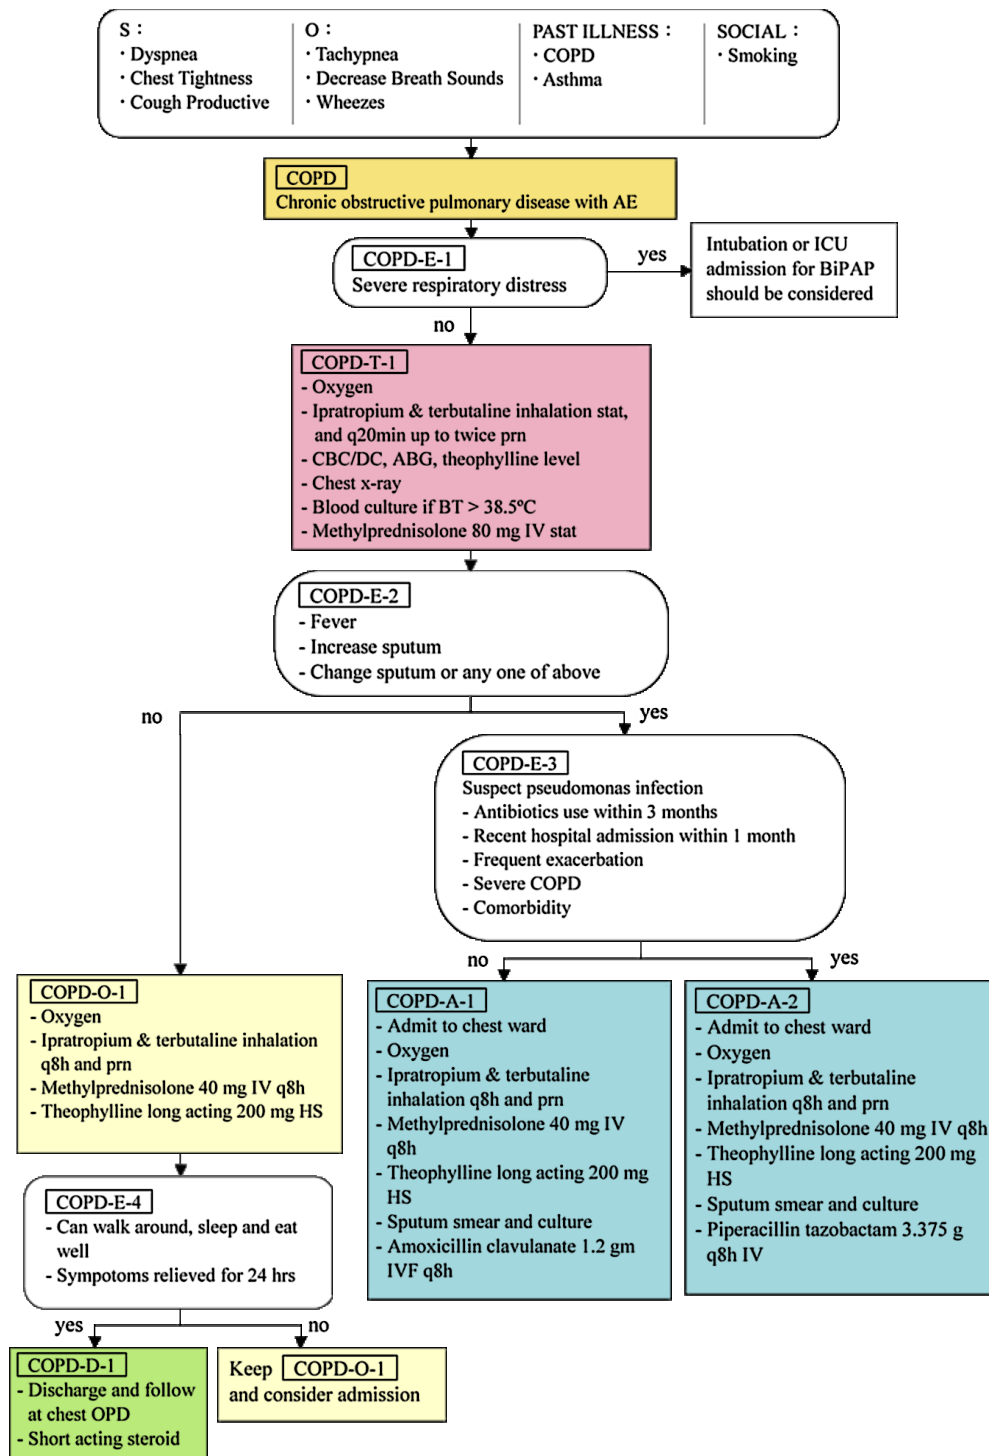 S：
· Dyspnea
· Chest Tightness
· Cough Productive
O：
· Tachypnea
· Decrease Breath Sounds
· Wheezes
PAST ILLNESS：
· COPD
· Asthma
SOCIAL：
· Smoking
COPD
Chronic obstructive pulmonary disease with AE
COPD-E-1
Severe respiratory distress
yes
Intubation or ICU
admission for BiPAP
should be considered
no
COPD-T-1
- Oxygen
- Ipratropium & terbutaline inhalation stat,
and q20min up to twice prn
- CBC/DC, ABG, theophylline level
- Chest x-ray
- Blood culture if BT > 38.5ºC
- Methylprednisolone 80 mg IV stat
COPD-E-2
- Fever
- Increase sputum
- Change sputum or any one of above
no
yes
COPD-E-3
Suspect pseudomonas infection
- Antibiotics use within 3 months
- Recent hospital admission within 1 month
- Frequent exacerbation
- Severe COPD
- Comorbidity
no
yes
COPD-O-1
- Oxygen
- Ipratropium & terbutaline inhalation
q8h and prn
- Methylprednisolone 40 mg IV q8h
- Theophylline long acting 200 mg HS
COPD-A-1
- Admit to chest ward
- Oxygen
- Ipratropium & terbutaline
inhalation q8h and prn
- Methylprednisolone 40 mg IV
q8h
- Theophylline long acting 200 mg
HS
- Sputum smear and culture
- Amoxicillin clavulanate 1.2 gm
IVF q8h
COPD-A-2
- Admit to chest ward
- Oxygen
- Ipratropium & terbutaline
inhalation q8h and prn
- Methylprednisolone 40 mg IV q8h
- Theophylline long acting 200 mg
HS
- Sputum smear and culture
- Piperacillin tazobactam 3.375 g
q8h IV
COPD-E-4
- Can walk around, sleep and eat
well
- Sympotoms relieved for 24 hrs
yes
no
COPD-D-1
- Discharge and follow
at chest OPD
- Short acting steroid
Keep COPD-O-1
and consider admission